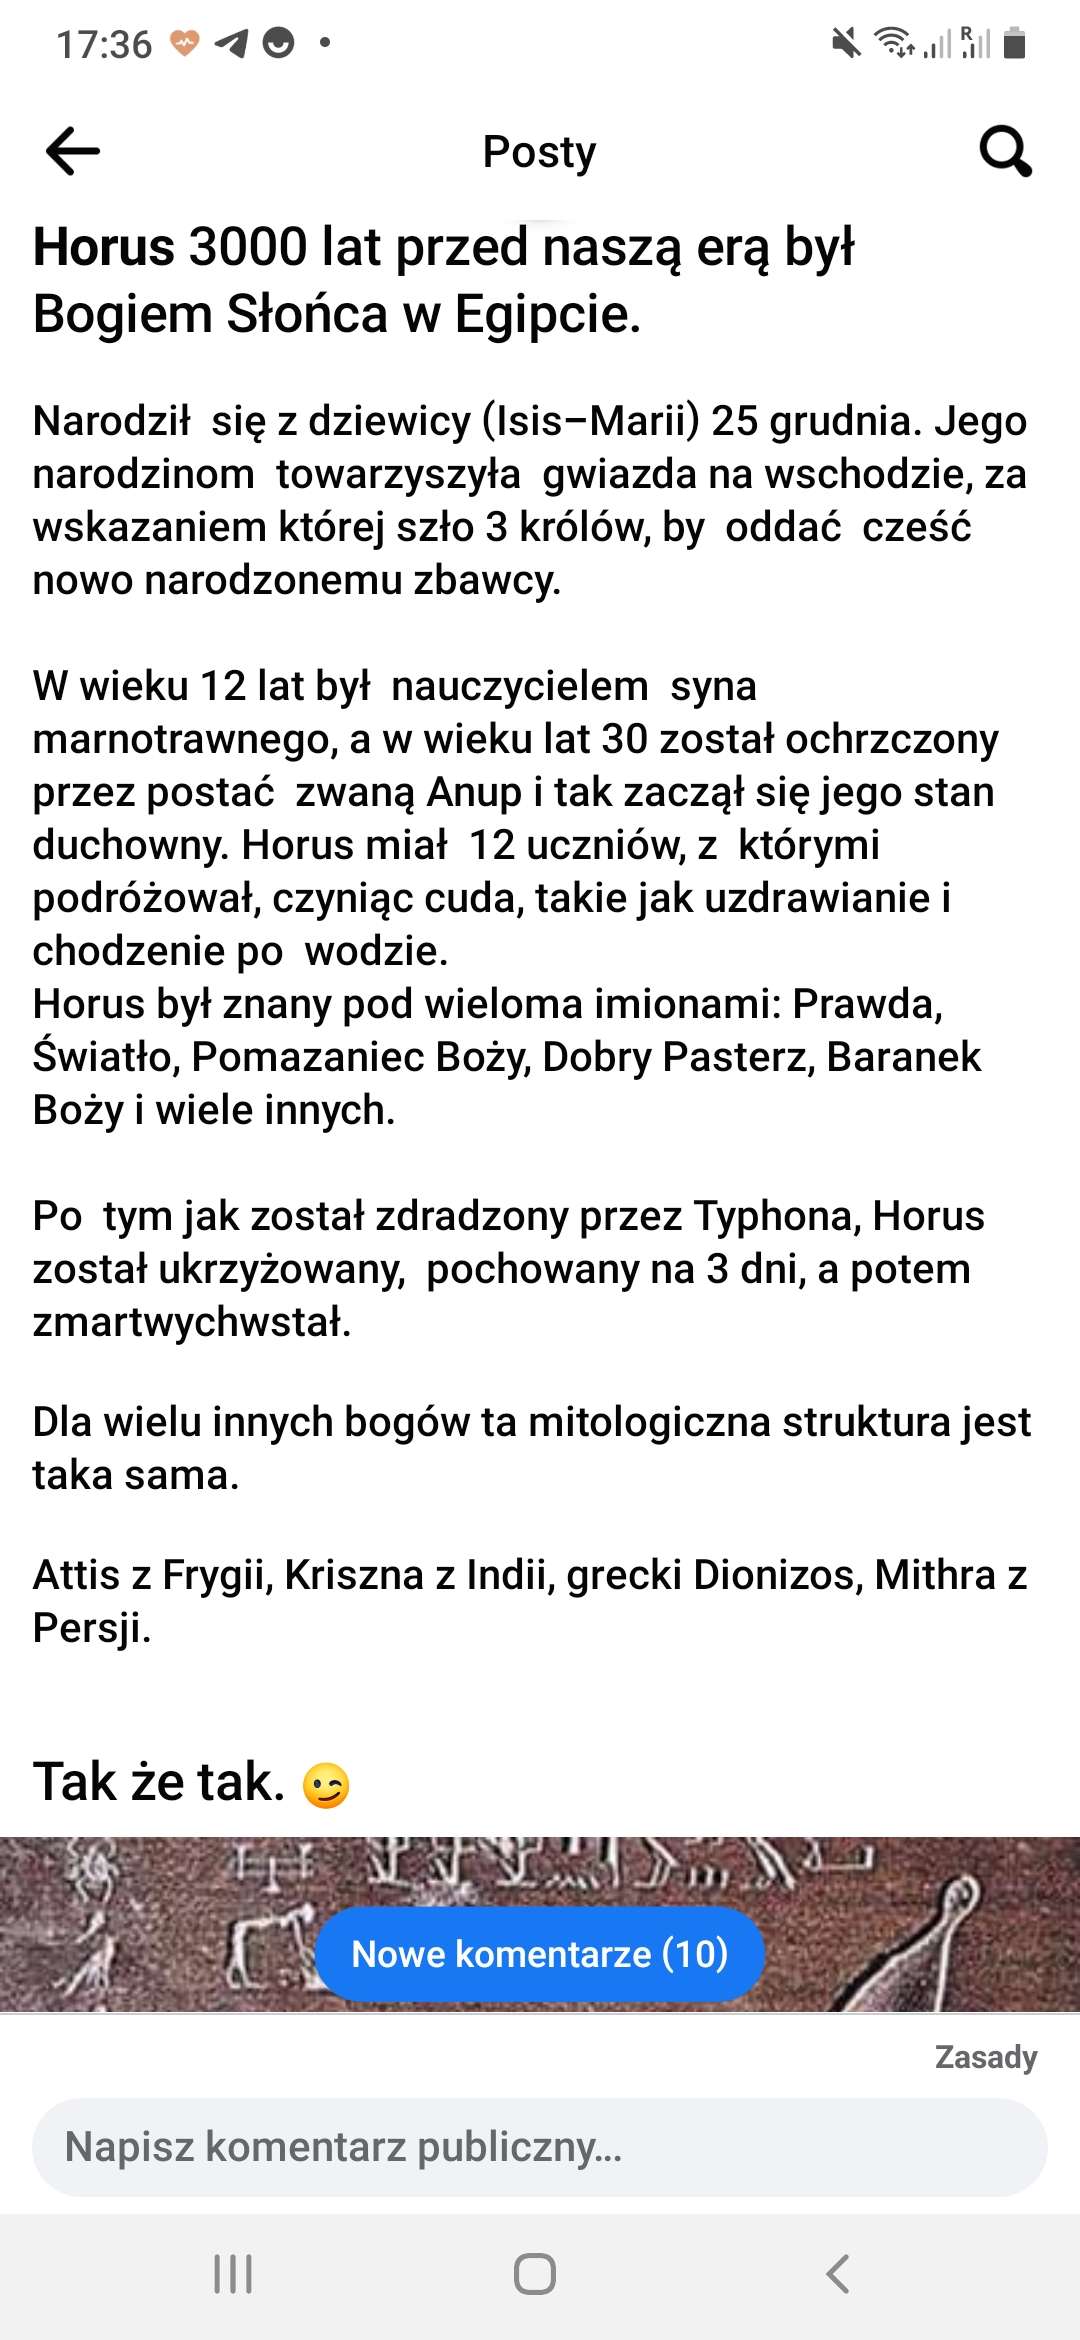 17:36
Posty
Horus 3000 lat przed naszą erą był
Bogiem Słońca w Egipcie.
Narodził się z dziewicy (Isis–Marii) 25 grudnia. Jego
narodzinom towarzyszyła gwiazda na wschodzie, za
wskazaniem której szło 3 królów, by oddać cześć
nowo narodzonemu zbawcy.
W wieku 12 lat był nauczycielem syna
marnotrawnego, a w wieku lat 30 został ochrzczony
przez postać zwaną Anup i tak zaczął się jego stan
duchowny. Horus miał 12 uczniów, z którymi
podróżował, czyniąc cuda, takie jak uzdrawianie i
chodzenie po wodzie.
Horus był znany pod wieloma imionami: Prawda,
Światło, Pomazaniec Boży, Dobry Pasterz, Baranek
Boży i wiele innych.
Po tym jak został zdradzony przez Typhona, Horus
został ukrzyżowany, pochowany na 3 dni, a potem
zmartwychwstał.
Dla wielu innych bogów ta mitologiczna struktura jest
taka sama.
Attis z Frygii, Kriszna z Indii, grecki Dionizos, Mithra z
Persji.
Tak że tak. 😉
Nowe komentarze (10)
Zasady
Napisz komentarz publiczny...